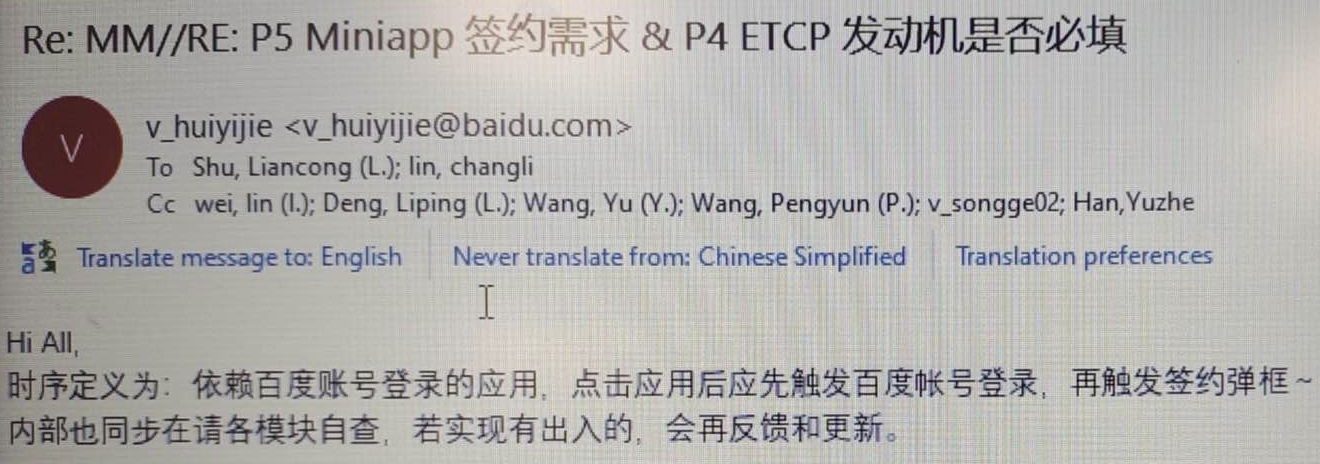 Re: MM//RE: P5 Miniapp 签约需求 & P4 ETCP 发动机是否必填
V
v_huiyijie <v_huiyijie@baidu.com>
To Shu, Liancong (L.); lin, changli
Cc wei, lin (l.); Deng, Liping (L.); Wang, Yu (Y.); Wang, Pengyun (P.); v_songge02; Han,Yuzhe
Translate message to: English Never translate from: Chinese Simplified Translation preferences
Hi All,
时序定义为：依赖百度账号登录的应用，点击应用后应先触发百度帐号登录，再触发签约弹框~
内部也同步在请各模块自查，若实现有出入的，会再反馈和更新。